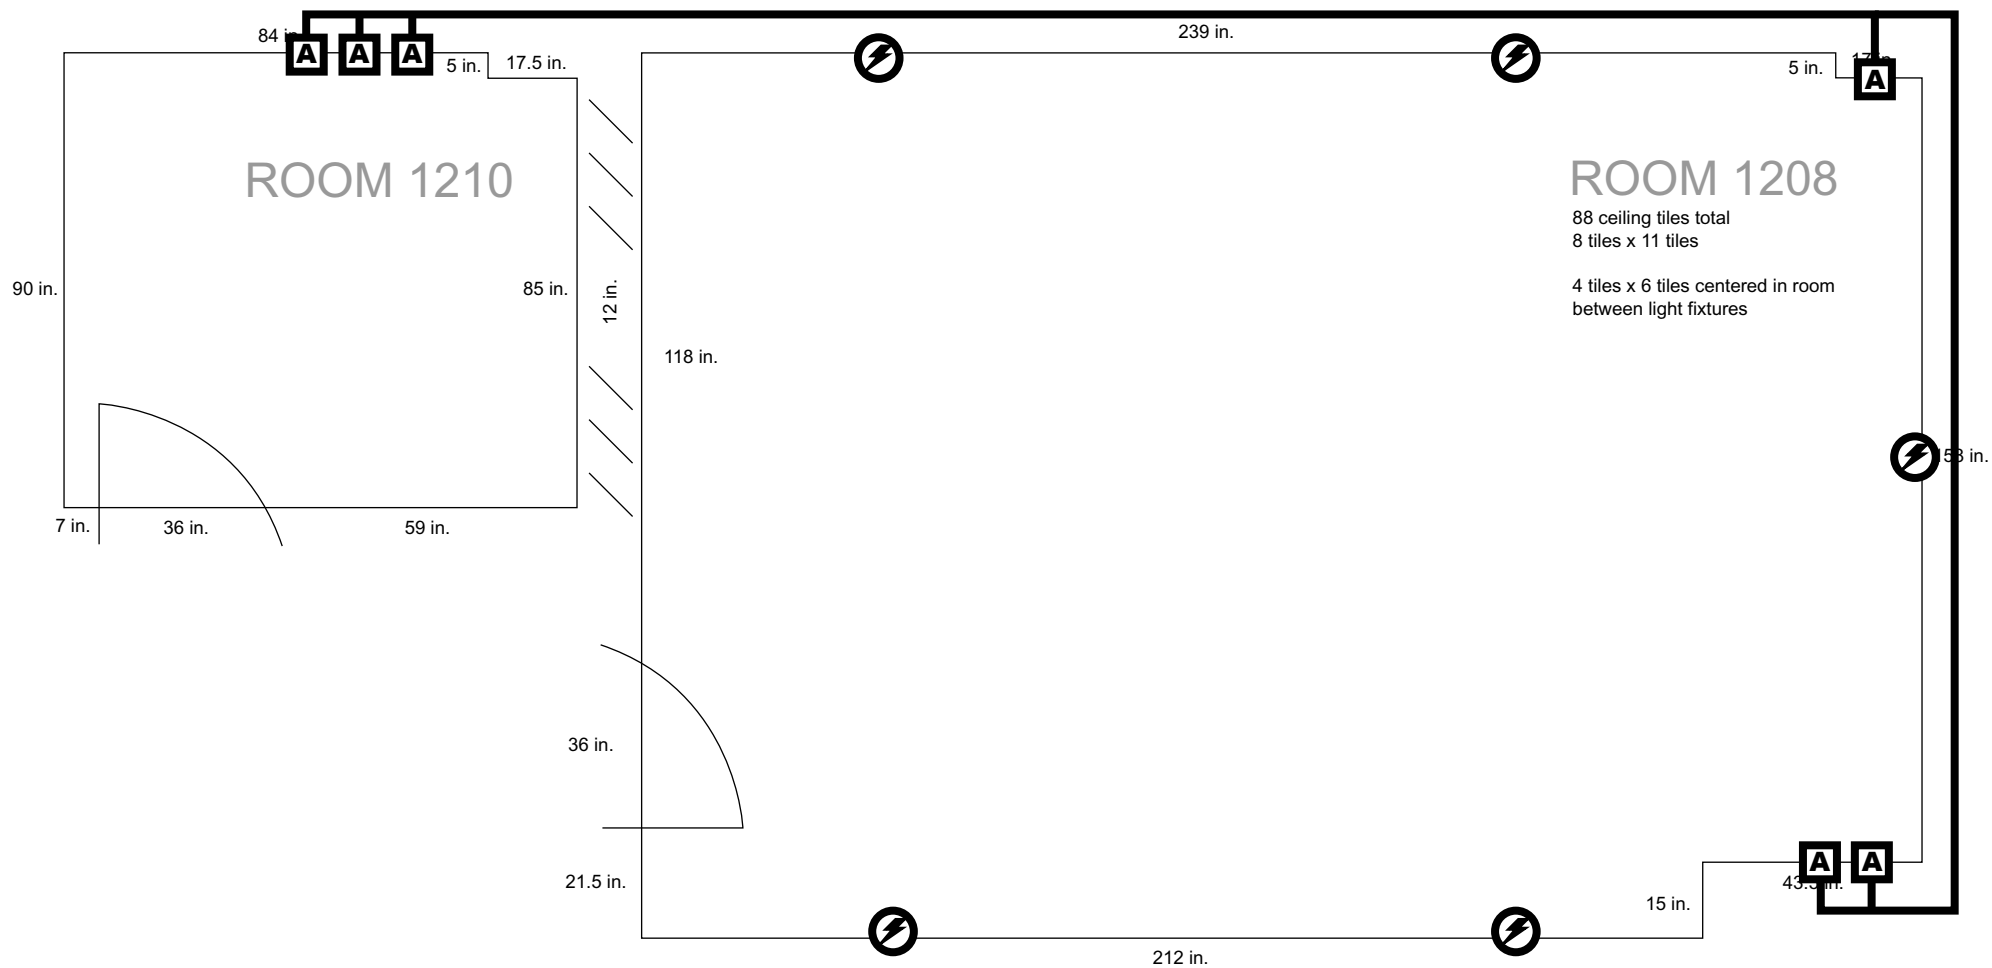 239 in.
84
A
A
A
5 in.
17.5 in.
5 in.
A
ROOM 1210
ROOM 1208
88 ceiling tiles total
8 tiles x 11 tiles
4 tiles x 6 tiles centered in room
between light fixtures
90 in.
85 in.
12 in.
118 in.
in.
7 in.
36 in.
59 in.
36 in.
21.5 in.
A
A
15 in.
212 in.